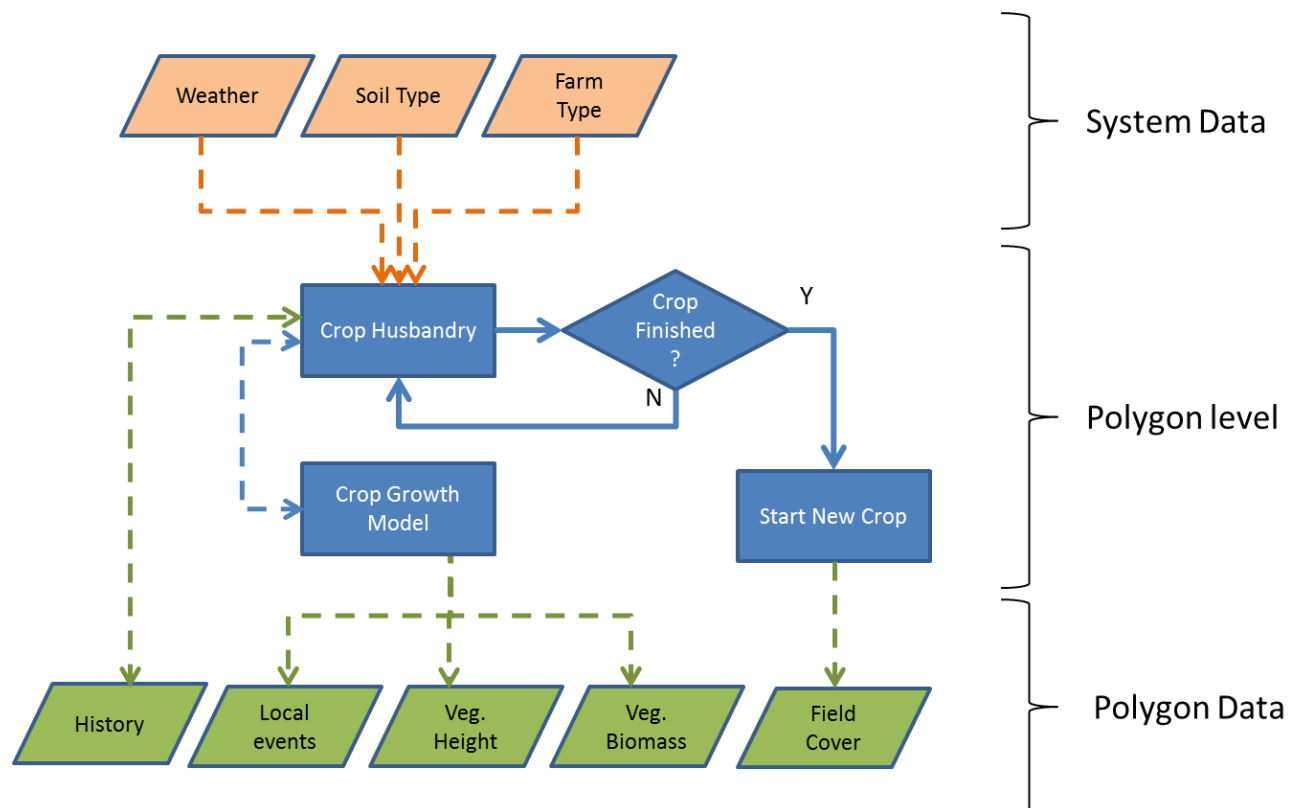 Weather
Soil Type
Farm
Type
System Data
Crop Husbandry
Crop
Finished
?
Y
N
Polygon level
Crop Growth
Model
Start New Crop
History
Local
events
Veg.
Height
Veg.
Biomass
Field
Cover
Polygon Data